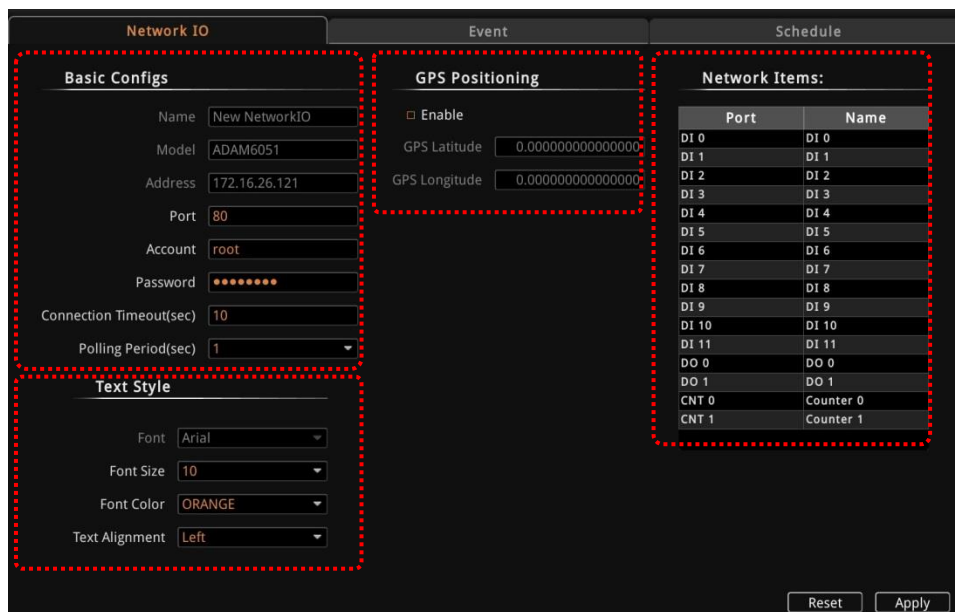 Network IO
Event
Schedule
Basic Configs
Name New NetworkIO
Model ADAM6051
Address 172.16.26.121
Port 80
Account root
Password ●●●●●●●●
Connection Timeout(sec) 10
Polling Period(sec) 1
Text Style
Font Arial
Font Size 10
Font Color ORANGE
Text Alignment Left
GPS Positioning
Enable
GPS Latitude 0.000000000000000
GPS Longitude 0.000000000000000
Network Items:
Port Name
DI 0 DI 0
DI 1 DI 1
DI 2 DI 2
DI 3 DI 3
DI 4 DI 4
DI 5 DI 5
DI 6 DI 6
DI 7 DI 7
DI 8 DI 8
DI 9 DI 9
DI 10 DI 10
DI 11 DI 11
DO 0 DO 0
DO 1 DO 1
CNT 0 Counter 0
CNT 1 Counter 1
Reset
Apply